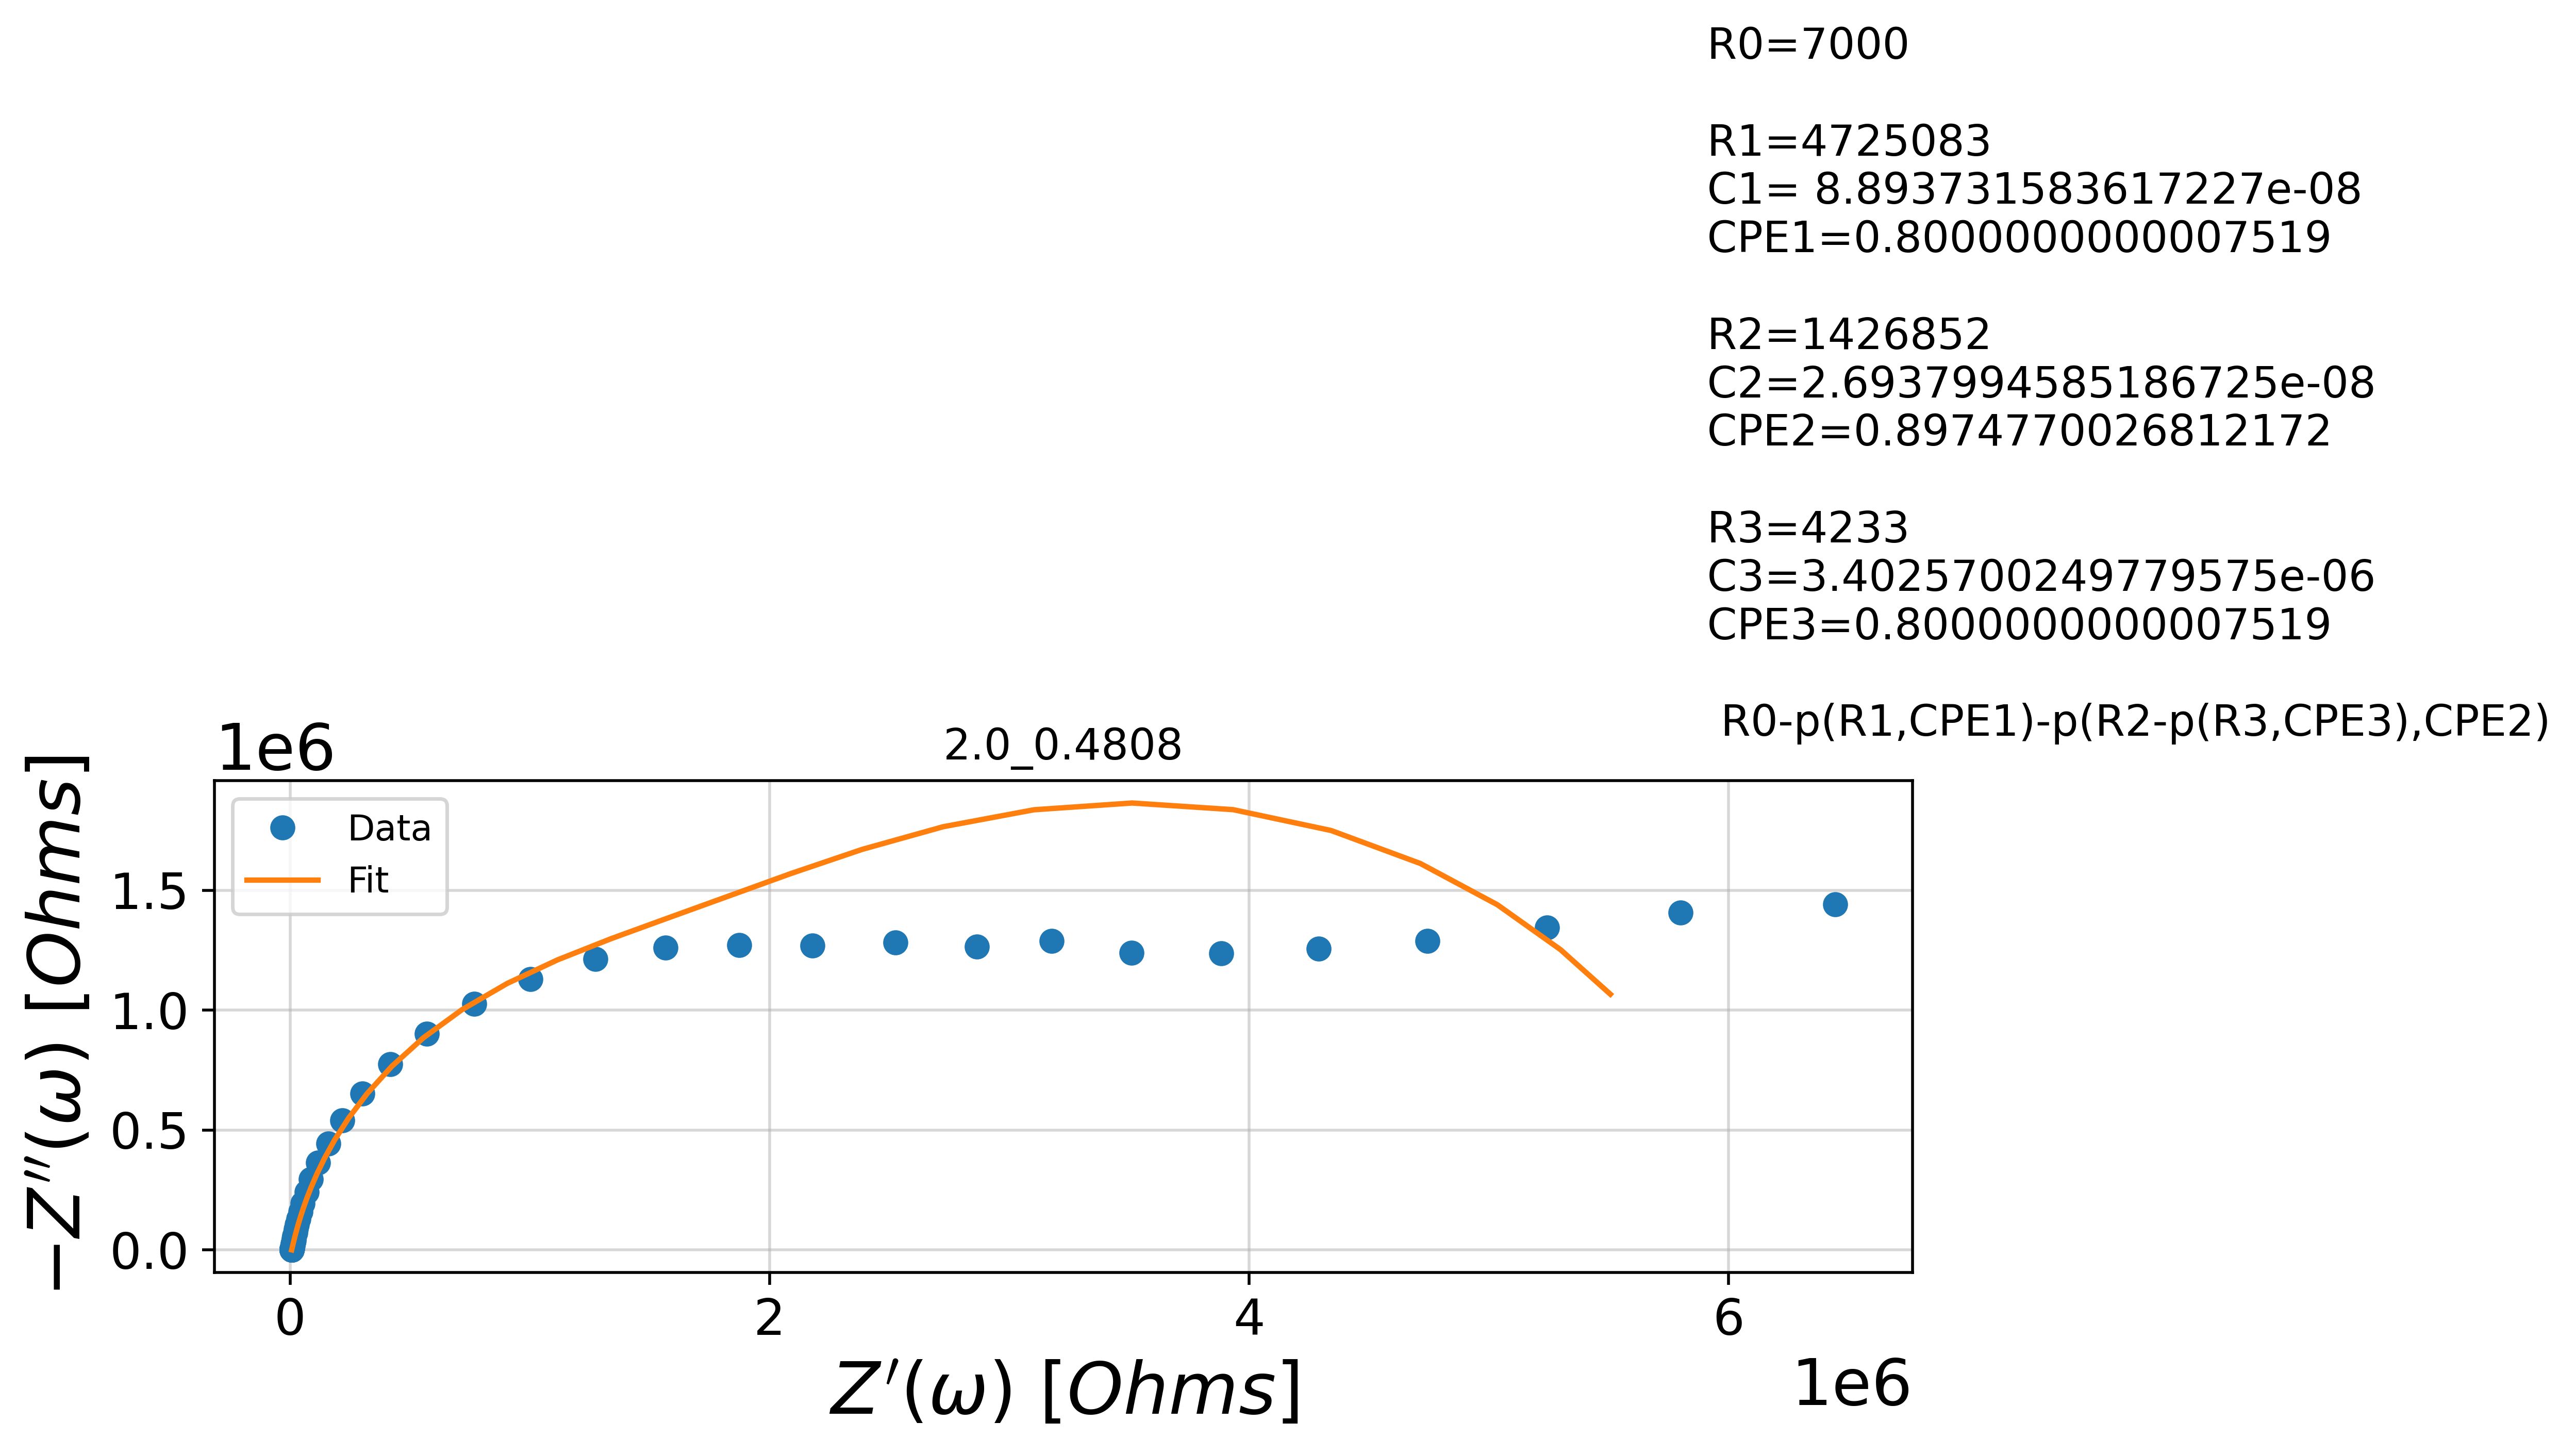 R0=7000
R1=4725083
C1= 8.893731583617227e-08
CPE1=0.8000000000007519
R2=1426852
C2=2.6937994585186725e-08
CPE2=0.8974770026812172
R3=4233
C3=3.4025700249779575e-06
CPE3=0.8000000000007519
R0-p(R1,CPE1)-p(R2-p(R3,CPE3),CPE2)
1e6
2.0_0.4808
Data
Fit
1.5
1.0
0.5
0.0
−Z′′(ω) [Ohms]
0 2 4 6
Z′(ω) [Ohms]
1e6